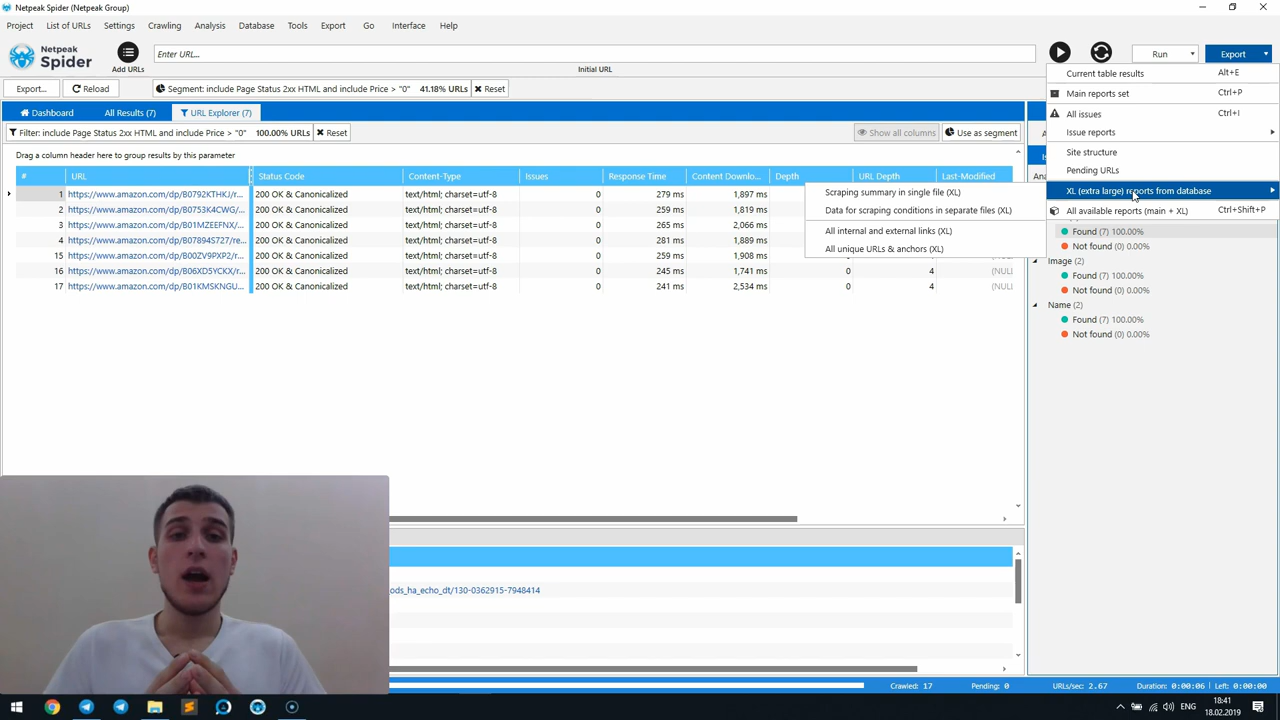 Netpeak Spider (Netpeak Group)
Project List of URLs Settings Crawling Analysis Database Tools Export Go Interface Help
Netpeak Spider
Add URLs
Enter URL...
Initial URL
Run
Export
Export... Reload Segment: include Page Status 2xx HTML and include Price > "0" 41.18% URLs Reset
Dashboard All Results (7) URL Explorer (7)
Filter: include Page Status 2xx HTML and include Price > "0" 100.00% URLs Reset Show all columns Use as segment
Drag a column header here to group results by this parameter
# URL Status Code Content-Type Issues Response Time Content Downlo... Depth URL Depth Last-Modified
1 https://www.amazon.com/dp/B0792KTHKJ/r... 200 OK & Canonicalized text/html; charset=utf-8 0 279 ms 1,897 ms
2 https://www.amazon.com/dp/B0753K4CWG/... 200 OK & Canonicalized text/html; charset=utf-8 0 259 ms 1,819 ms
3 https://www.amazon.com/dp/B01MZEEFNX/... 200 OK & Canonicalized text/html; charset=utf-8 0 265 ms 2,066 ms
4 https://www.amazon.com/dp/B07894S727/re... 200 OK & Canonicalized text/html; charset=utf-8 0 281 ms 1,889 ms
15 https://www.amazon.com/dp/B00ZV9PXP2/r... 200 OK & Canonicalized text/html; charset=utf-8 0 259 ms 1,908 ms 0 4 (NULL
16 https://www.amazon.com/dp/B06XD5YCKX/... 200 OK & Canonicalized text/html; charset=utf-8 0 245 ms 1,741 ms 0 4 (NULL
17 https://www.amazon.com/dp/B01KMSKNGU... 200 OK & Canonicalized text/html; charset=utf-8 0 241 ms 2,534 ms 0 4 (NULL
Scraping summary in single file (XL)
Data for scraping conditions in separate files (XL)
All internal and external links (XL)
All unique URLs & anchors (XL)
Current table results Alt+E
Main reports set Ctrl+P
All issues Ctrl+I
Issue reports
Site structure
Pending URLs
XL (extra large) reports from database
All available reports (main + XL) Ctrl+Shift+P
Found (7) 100.00%
Not found (0) 0.00%
Image (2)
Found (7) 100.00%
Not found (0) 0.00%
Name (2)
Found (7) 100.00%
Not found (0) 0.00%
ods_ha_echo_dt/130-0362915-7948414
Crawled: 17 Pending: 0 URLs/sec: 2.67 Duration: 0:00:06 Left: 0:00:00
ENG
18:41
18.02.2019